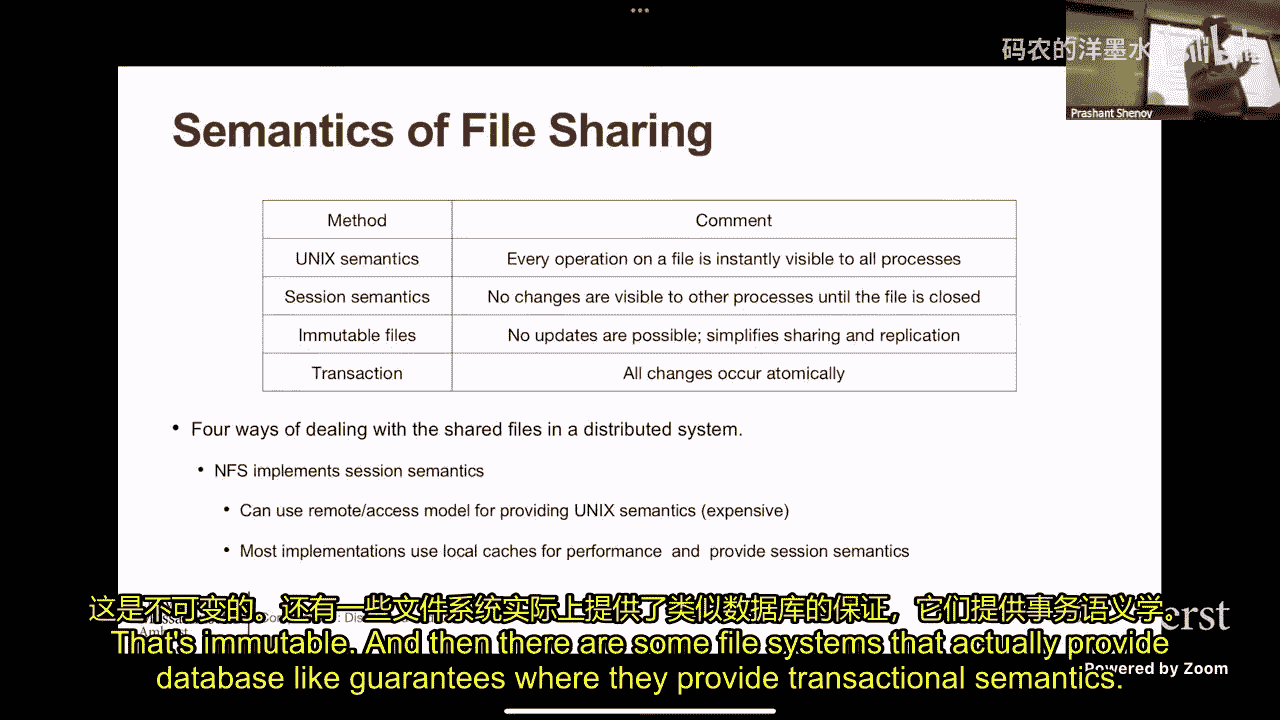 码农的洋墨水
bilibili
Prashant Shenoy
Semantics of File Sharing
Method Comment
UNIX semantics Every operation on a file is instantly visible to all processes
Session semantics No changes are visible to other processes until the file is closed
Immutable files No updates are possible; simplifies sharing and replication
Transaction All changes occur atomically
• Four ways of dealing with the shared files in a distributed system.
• NFS implements session semantics
• Can use remote/access model for providing UNIX semantics (expensive)
• Most implementations use local caches for performance and provide session semantics
这是不可变的。还有一些文件系统实际上提供了类似数据库的保证，它们提供事务语义学。
That's immutable. And then there are some file systems that actually provide
database like guarantees where they provide transactional semantics.
Powered by Zoom